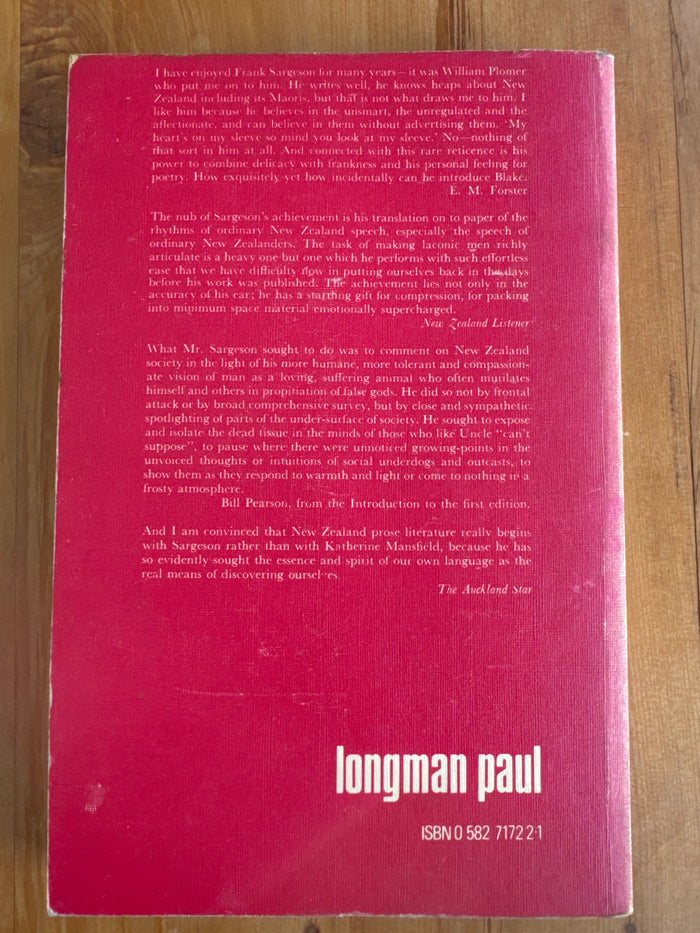 I have enjoyed Frank Sargeson for many years—it was William Plomer
who put me on to him. He writes well, he knows heaps about New
Zealand including its Maoris, but that is not what draws me to him. I
like him because he believes in the unsmart, the unregulated and the
affectionate, and can believe in them without advertising them. 'My
heart's on my sleeve so mind you look at my sleeve.' No—nothing of
that sort in him at all. And connected with this rare reticence is his
power to combine delicacy with frankness and his personal feeling for
poetry. How exquisitely yet how incidentally can he introduce Blake.
E. M. Forster
The nub of Sargeson's achievement is his translation on to paper of the
rhythms of ordinary New Zealand speech, especially the speech of
ordinary New Zealanders. The task of making laconic men richly
articulate is a heavy one but one which he performs with such effortless
ease that we have difficulty now in putting ourselves back in the days
before his work was published. The achievement lies not only in the
accuracy of his ear; he has a startling gift for compression, for packing
into minimum space material emotionally supercharged.
New Zealand Listener
What Mr. Sargeson sought to do was to comment on New Zealand
society in the light of his more humane, more tolerant and compassion-
ate vision of man as a loving, suffering animal who often mutilates
himself and others in propitiation of false gods. He did so not by frontal
attack or by broad comprehensive survey, but by close and sympathetic
spotlighting of parts of the under-surface of society. He sought to expose
and isolate the dead tissue in the minds of those who like Uncle "can't
suppose", to pause where there were unnoticed growing-points in the
unvoiced thoughts or intuitions of social underdogs and outcasts, to
show them as they respond to warmth and light or come to nothing in a
frosty atmosphere.
Bill Pearson, from the Introduction to the first edition.
And I am convinced that New Zealand prose literature really begins
with Sargeson rather than with Katherine Mansfield, because he has
so evidently sought the essence and spirit of our own language as the
real means of discovering ourselves.
The Auckland Star
longman paul
ISBN 0 582 7172 2·1